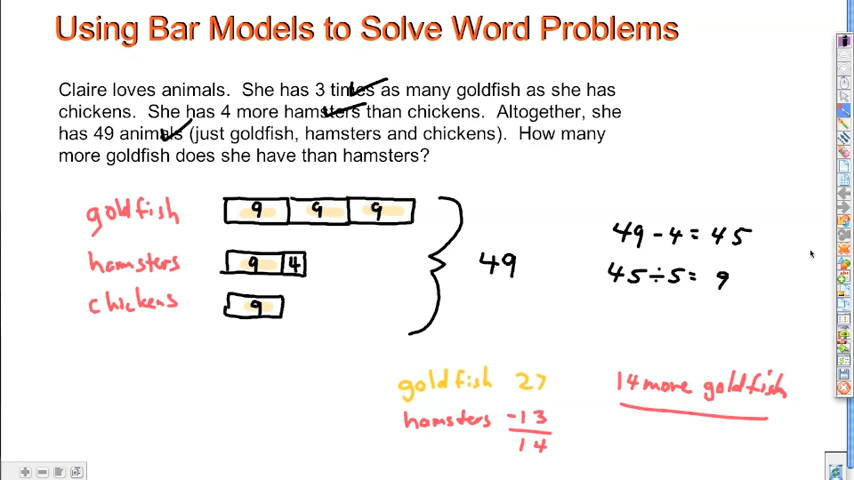 Using Bar Models to Solve Word Problems
Claire loves animals. She has 3 times as many goldfish as she has
chickens. She has 4 more hamsters than chickens. Altogether, she
has 49 animals (just goldfish, hamsters and chickens). How many
more goldfish does she have than hamsters?
goldfish 9 9 9
hamsters 9 4
chickens 9
49
49 - 4 = 45
45 ÷ 5 = 9
goldfish 27
hamsters -13
14
14 more goldfish